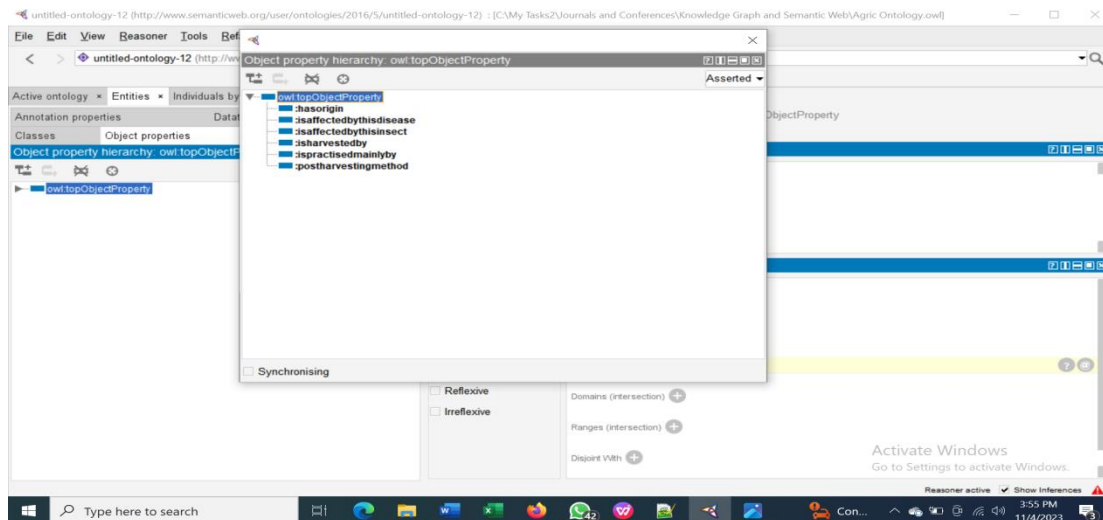 untitled-ontology-12 (http://www.semanticweb.org/user/ontologies/2016/5/untitled-ontology-12) : [C:\My Tasks2\Journals and Conferences\Knowledge Graph and Semantic Web\Agric Ontology.owl]
File Edit View Reasoner Tools Ref
untitled-ontology-12 (http://w
Object property hierarchy: owl:topObjectProperty
Asserted
Active ontology × Entities × Individuals by
owl:topObjectProperty
:hasorigin
:isaffectedbythisdisease
:isaffectedbythisinsect
:isharvestedby
:ispractisedmainlyby
:postharvestingmethod
Annotation properties Datat
ObjectProperty
Classes Object properties
Object property hierarchy: owl:topObjectP
owl:topObjectProperty
Synchronising
Reflexive
Irreflexive
Domains (intersection)
Ranges (intersection)
Disjoint With
Activate Windows
Go to Settings to activate Windows.
Reasoner active Show Inferences
Type here to search
42
Con...
3:55 PM
11/4/2023
3